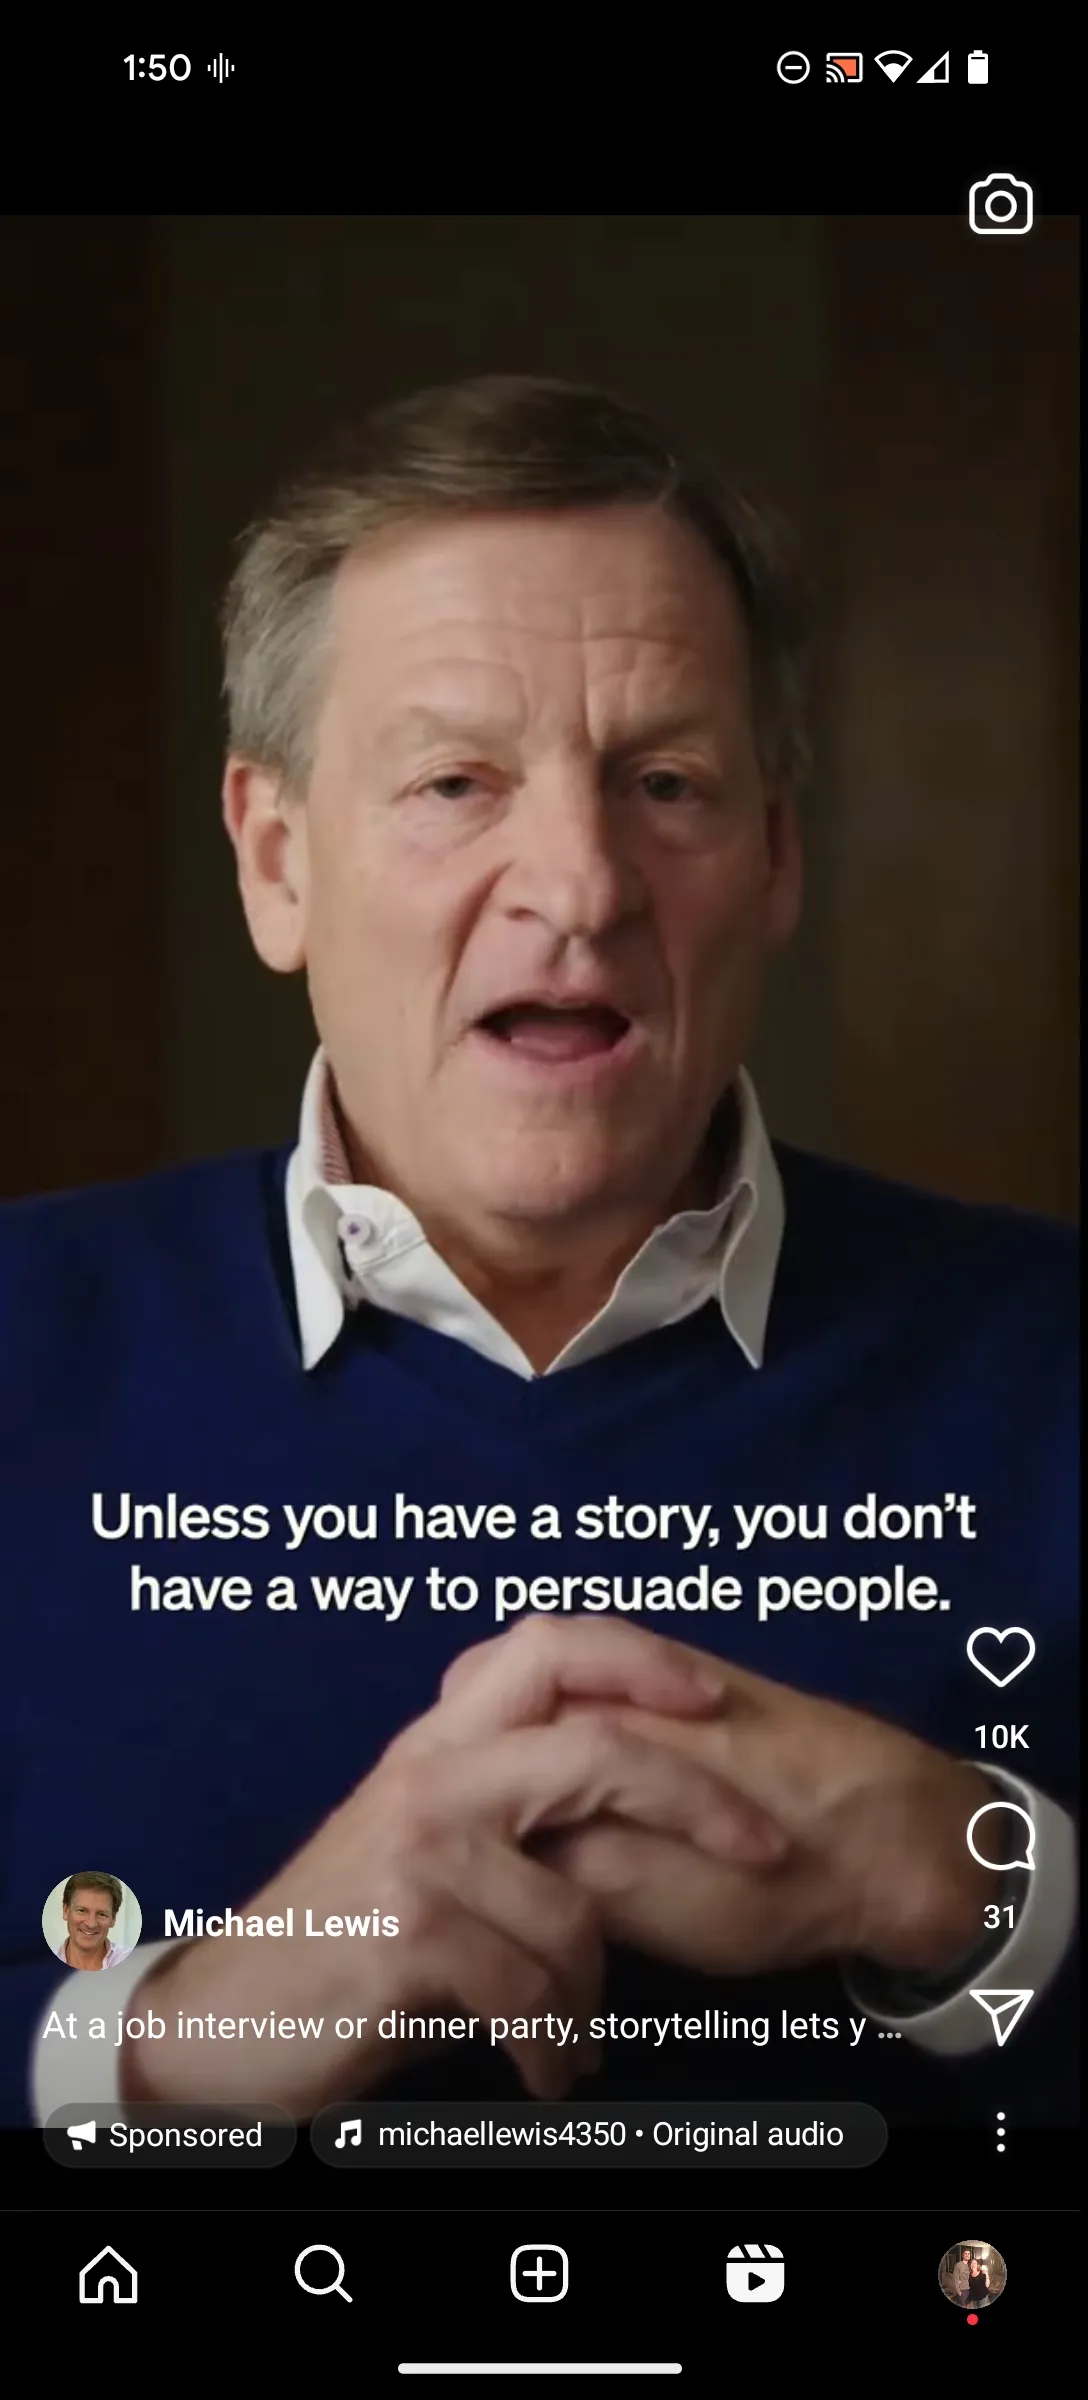 1:50
Unless you have a story, you don't
have a way to persuade people.
10K
31
Michael Lewis
At a job interview or dinner party, storytelling lets y ...
Sponsored
michaellewis4350 • Original audio